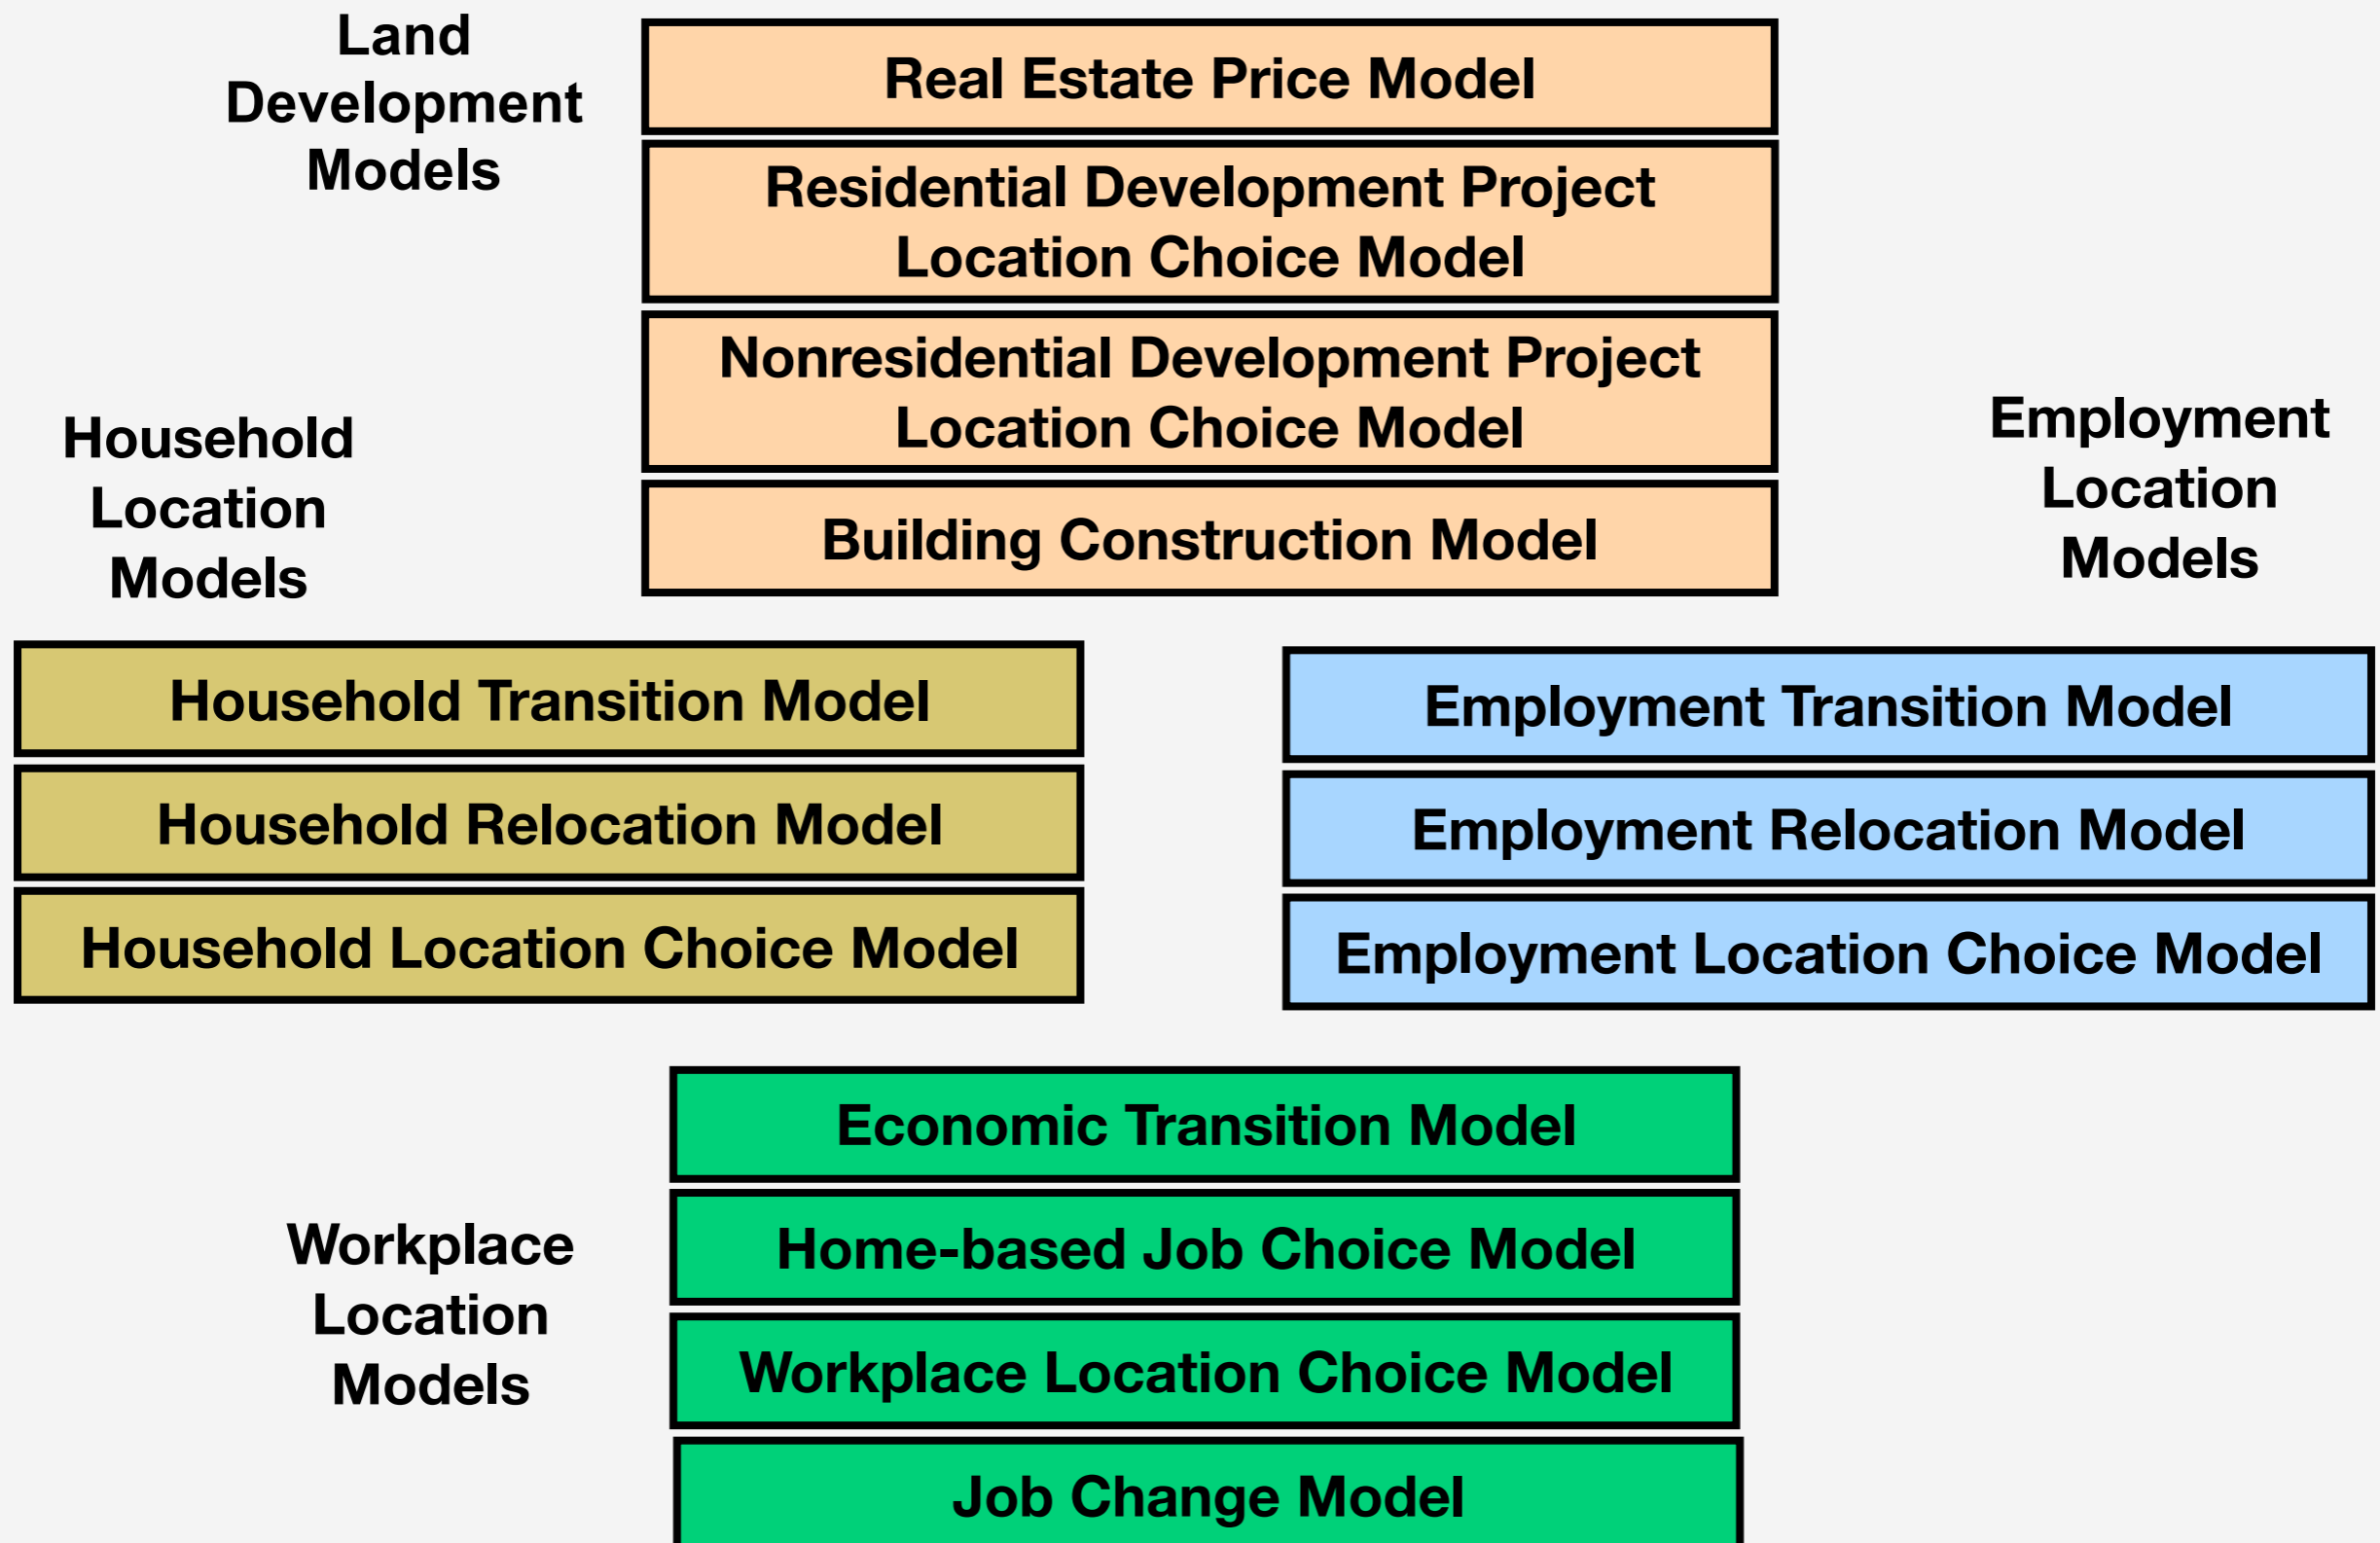 Land
Development
Models
Real Estate Price Model
Residential Development Project
Location Choice Model
Nonresidential Development Project
Location Choice Model
Building Construction Model
Household
Location
Models
Employment
Location
Models
Household Transition Model
Household Relocation Model
Household Location Choice Model
Employment Transition Model
Employment Relocation Model
Employment Location Choice Model
Workplace
Location
Models
Economic Transition Model
Home-based Job Choice Model
Workplace Location Choice Model
Job Change Model